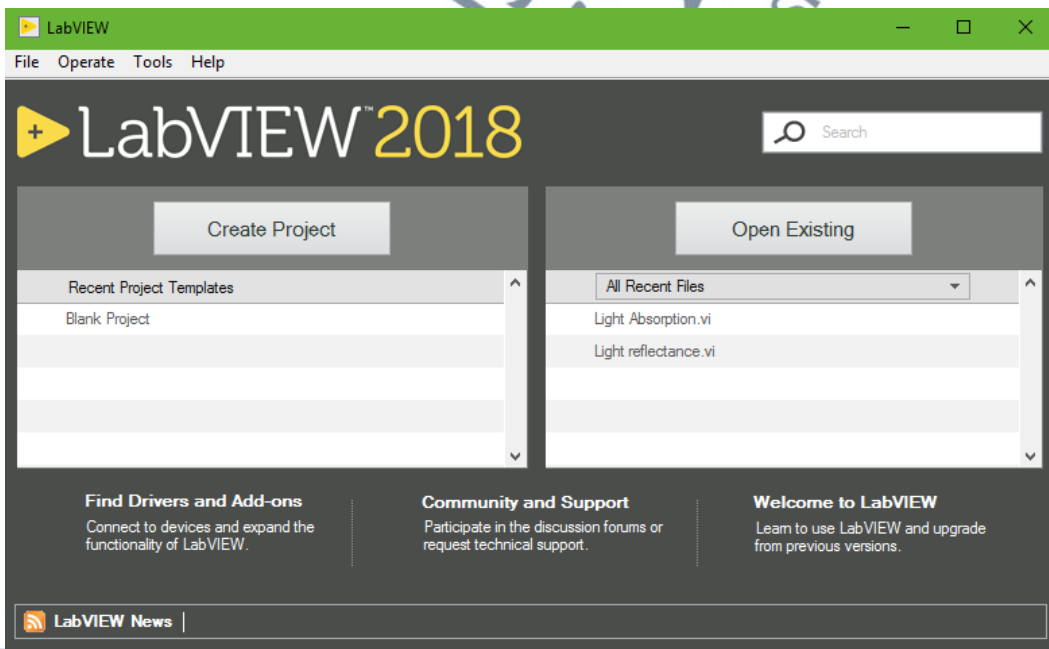 LabVIEW
File Operate Tools Help
LabVIEW™ 2018
Search
Create Project
Open Existing
Recent Project Templates
All Recent Files
Blank Project
Light Absorption.vi
Light reflectance.vi
Find Drivers and Add-ons
Connect to devices and expand the
functionality of LabVIEW.
Community and Support
Participate in the discussion forums or
request technical support.
Welcome to LabVIEW
Learn to use LabVIEW and upgrade
from previous versions.
LabVIEW News